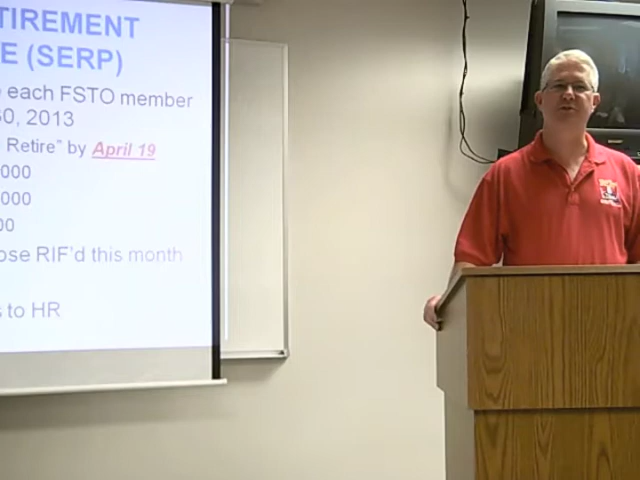 TIREMENT
E (SERP)
each FSTO member
30, 2013
Retire" by April 19
000
000
00
ose RIF'd this month
s to HR